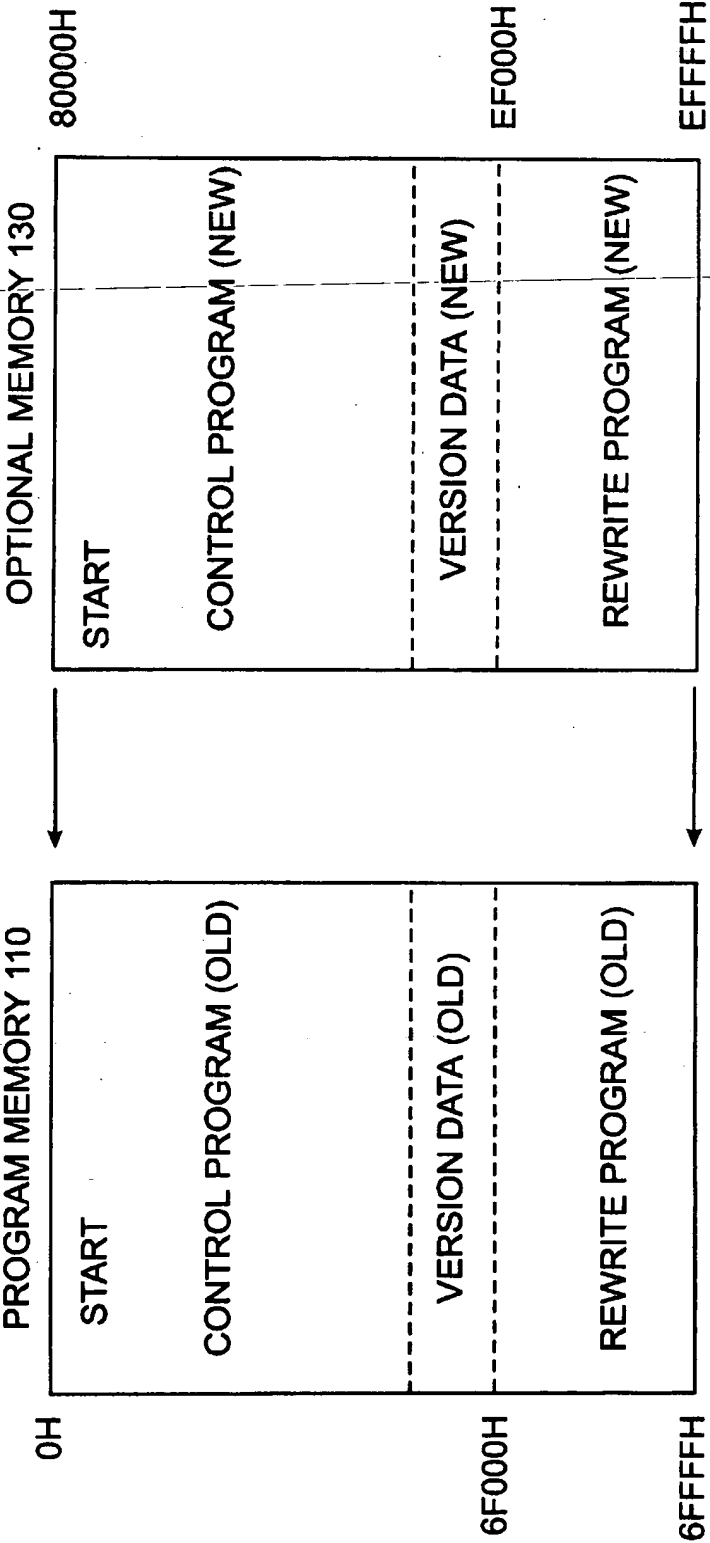 PROGRAM MEMORY 110
0H
START
CONTROL PROGRAM (OLD)
VERSION DATA (OLD)
6F000H
REWRITE PROGRAM (OLD)
6FFFFH
OPTIONAL MEMORY 130
80000H
START
CONTROL PROGRAM (NEW)
VERSION DATA (NEW)
EF000H
REWRITE PROGRAM (NEW)
EFFFFH